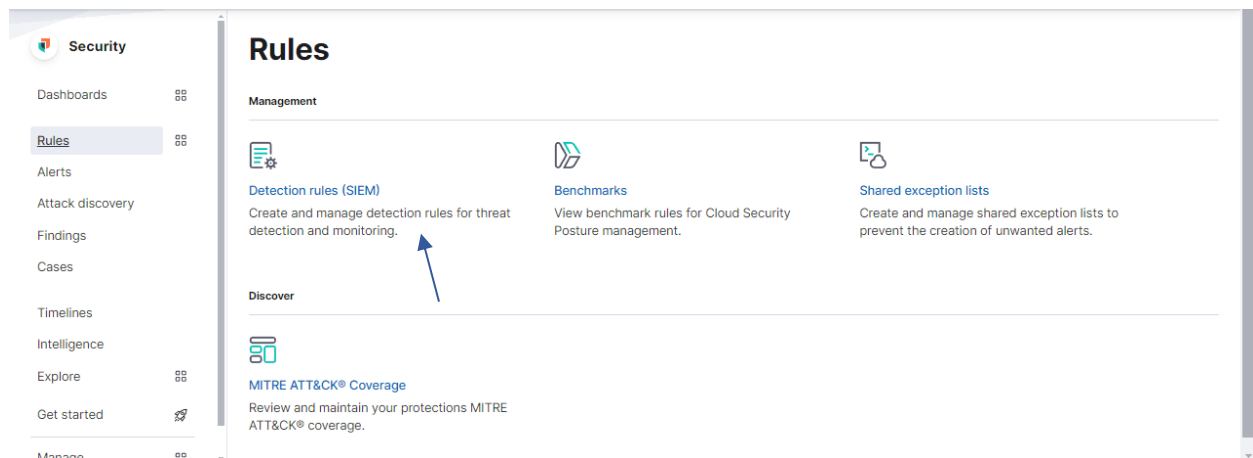 Security
Dashboards
Rules
Alerts
Attack discovery
Findings
Cases
Timelines
Intelligence
Explore
Get started
Manage
Rules
Management
Detection rules (SIEM)
Create and manage detection rules for threat
detection and monitoring.
Benchmarks
View benchmark rules for Cloud Security
Posture management.
Shared exception lists
Create and manage shared exception lists to
prevent the creation of unwanted alerts.
Discover
MITRE ATT&CK® Coverage
Review and maintain your protections MITRE
ATT&CK® coverage.